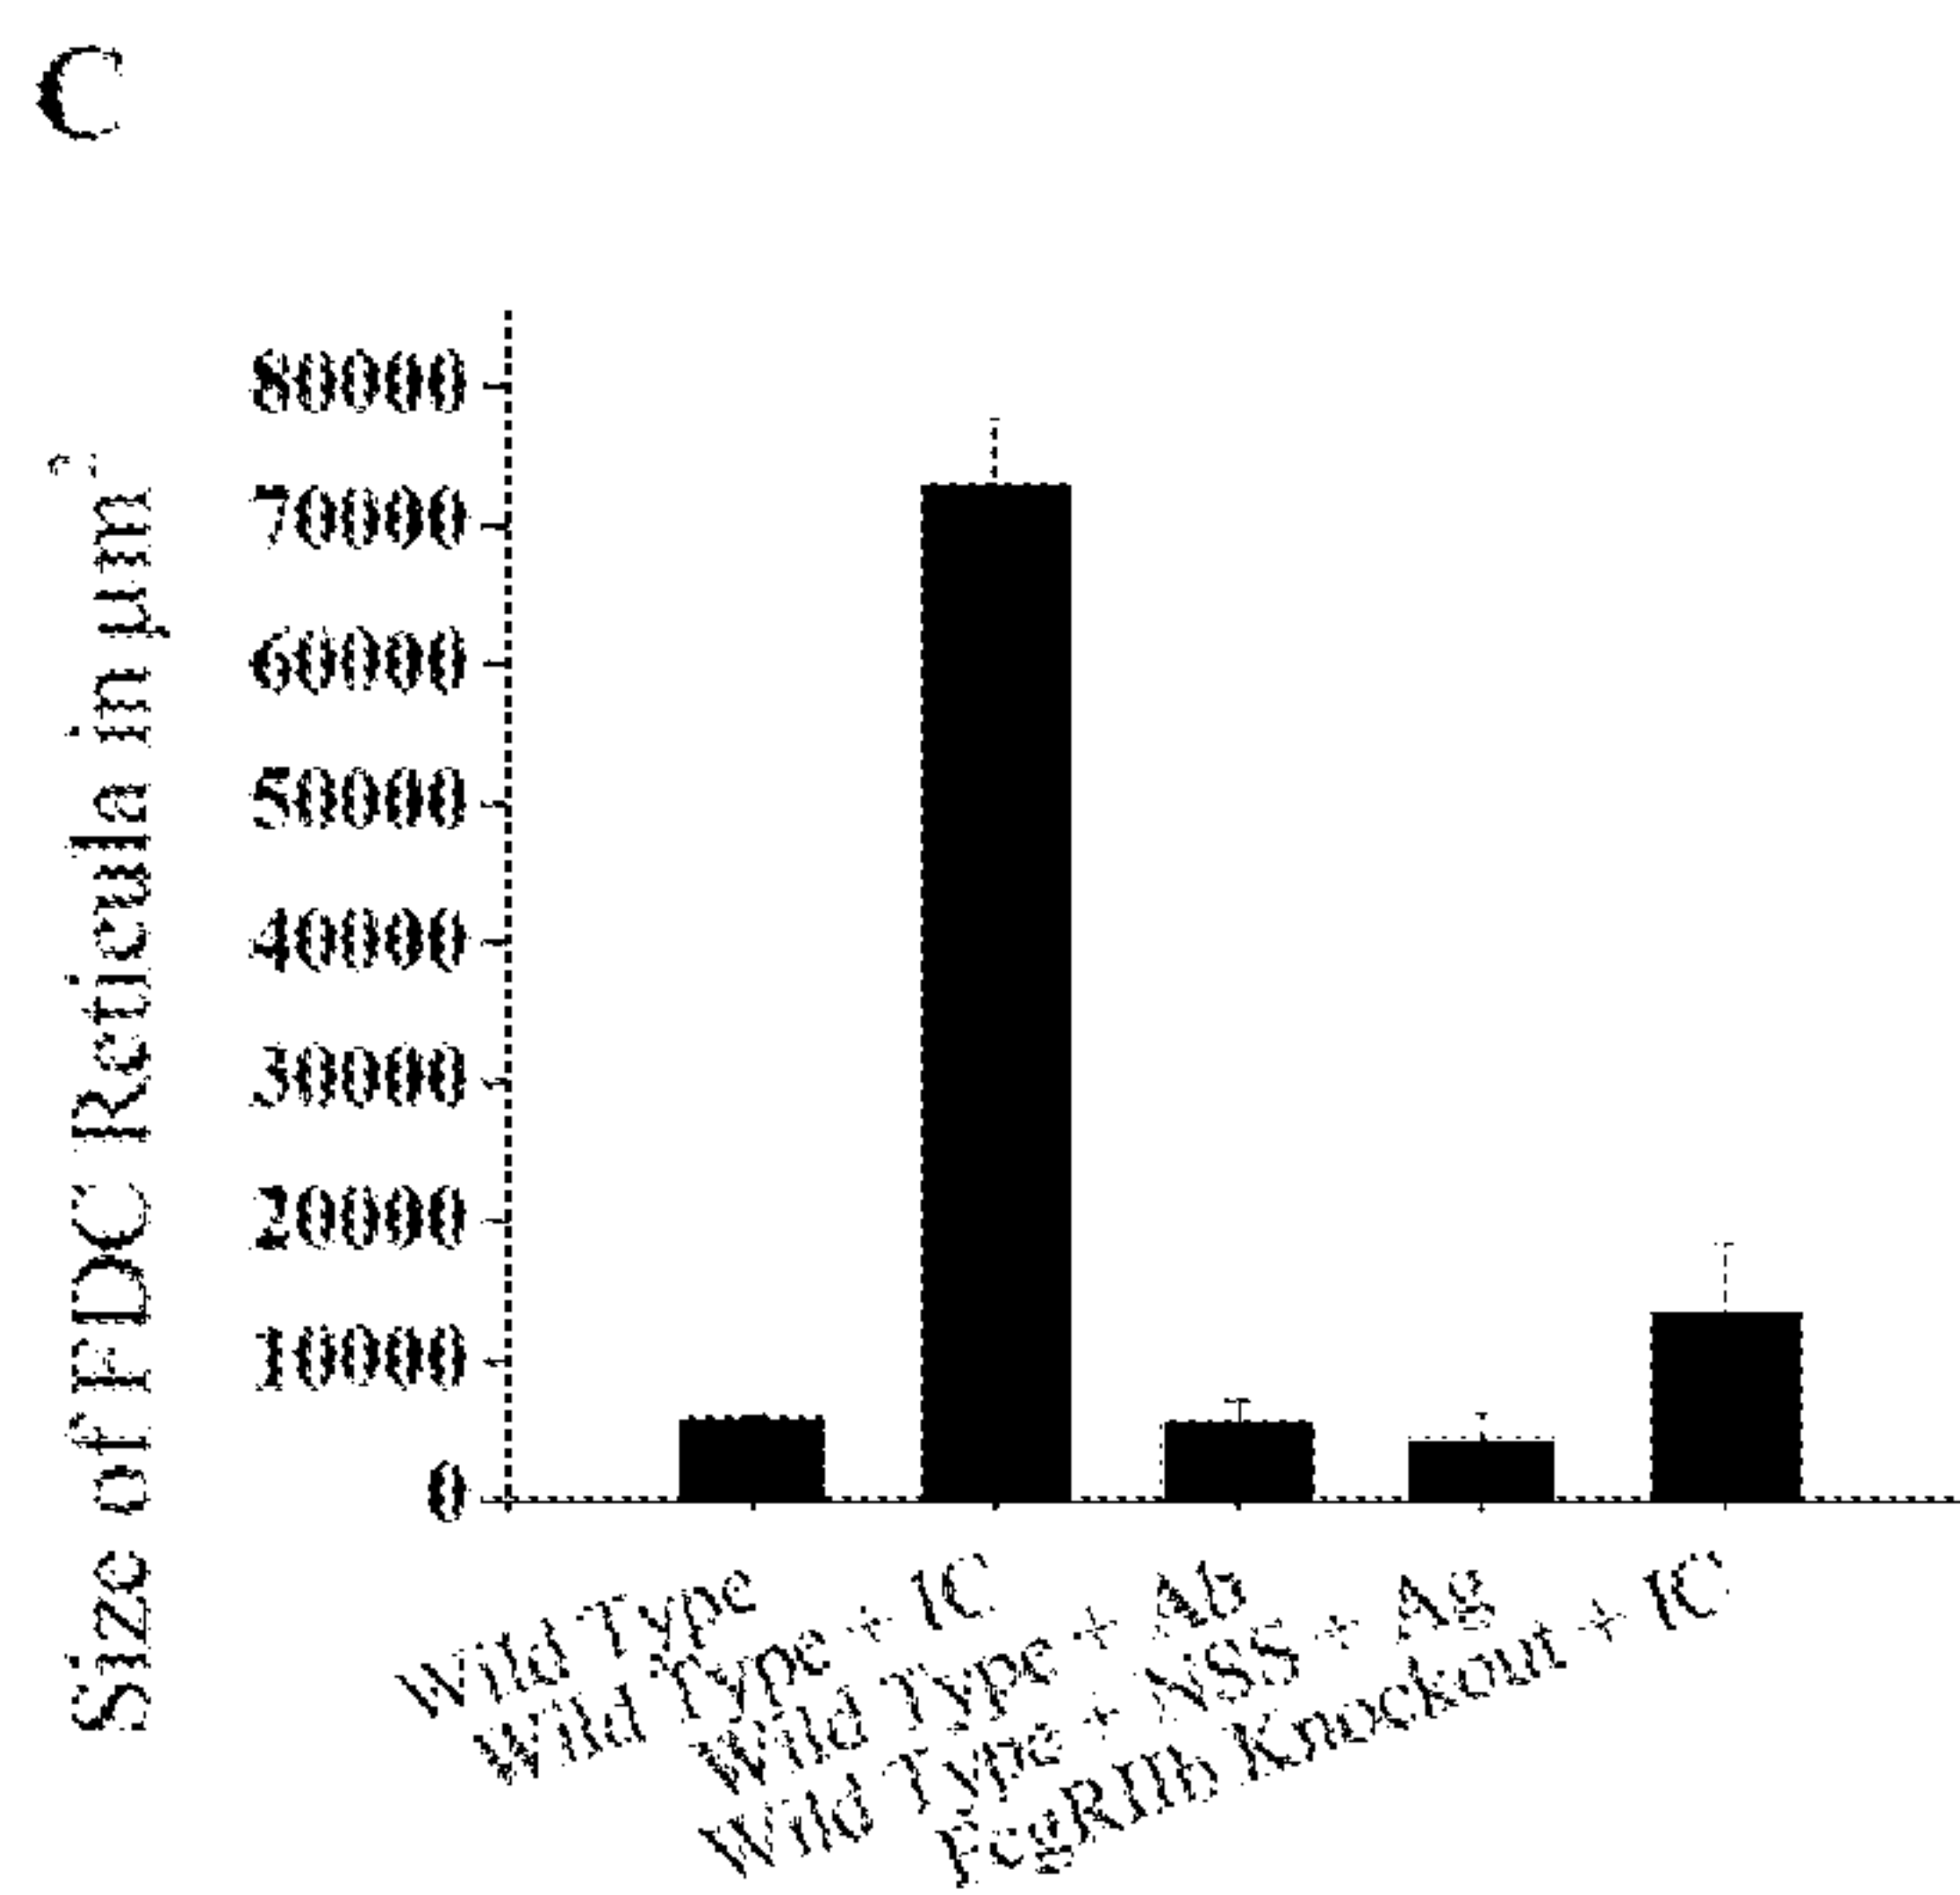 C
Size of FDC Reticula in µm²
80000
70000
60000
50000
40000
30000
20000
10000
0
Wild Type
Wild Type + IC
Wild Type + Ab
Wild Type + NSS + Ag
FcgRIIb Knockout + IC